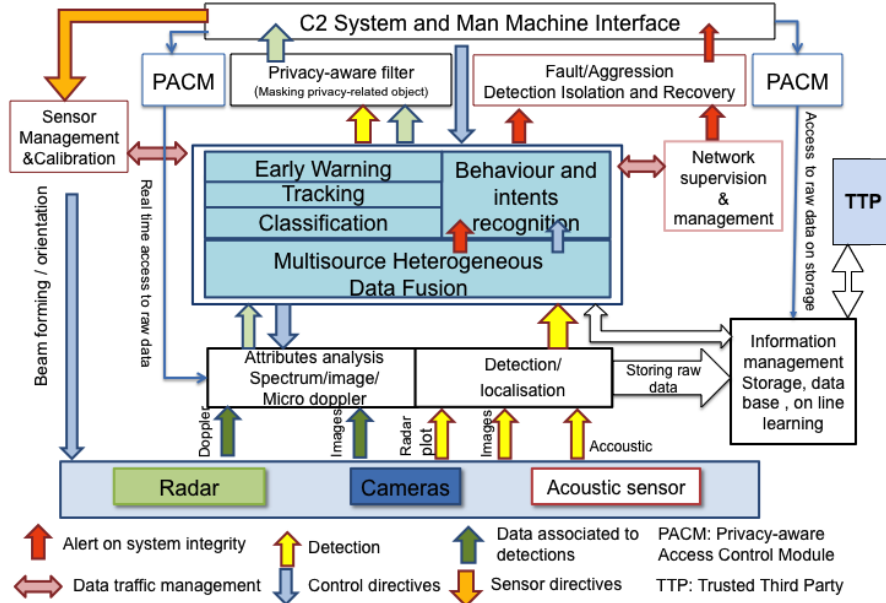 C2 System and Man Machine Interface
PACM
Privacy-aware filter
(Masking privacy-related object)
Fault/Aggression
Detection Isolation and Recovery
PACM
Sensor
Management
&Calibration
Early Warning
Tracking
Classification
Behaviour and
intents
recognition
Multisource Heterogeneous
Data Fusion
Network
supervision
&
management
TTP
Beam forming / orientation
Real time access to raw data
Access to raw data on storage
Attributes analysis
Spectrum/image/
Micro doppler
Detection/
localisation
Storing raw
data
Information
management
Storage, data
base , on line
learning
Doppler
Images
Radar
plot
Images
Accoustic
Radar
Cameras
Acoustic sensor
Alert on system integrity
Detection
Data associated to
detections
PACM: Privacy-aware
Access Control Module
Data traffic management
Control directives
Sensor directives
TTP: Trusted Third Party